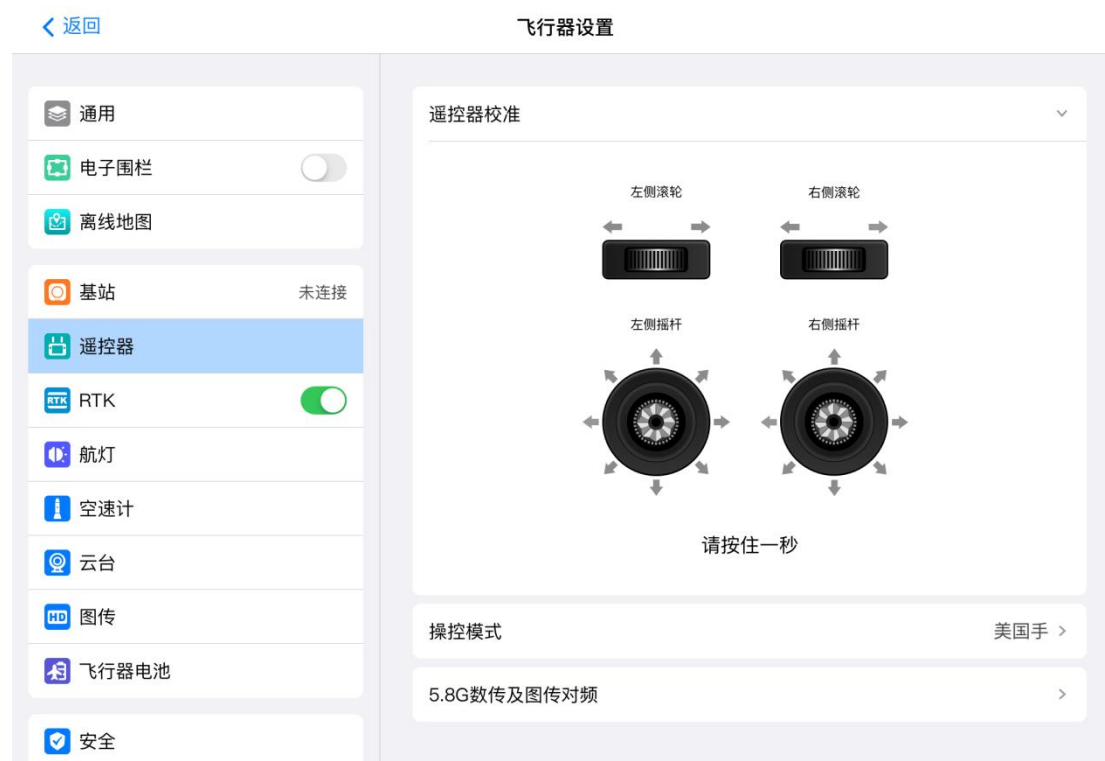 返回
飞行器设置
通用
电子围栏
离线地图
基站 未连接
遥控器
RTK RTK
航灯
空速计
云台
HD 图传
飞行器电池
安全
遥控器校准
左侧滚轮 右侧滚轮
左侧摇杆 右侧摇杆
请按住一秒
操控模式 美国手
5.8G数传及图传对频